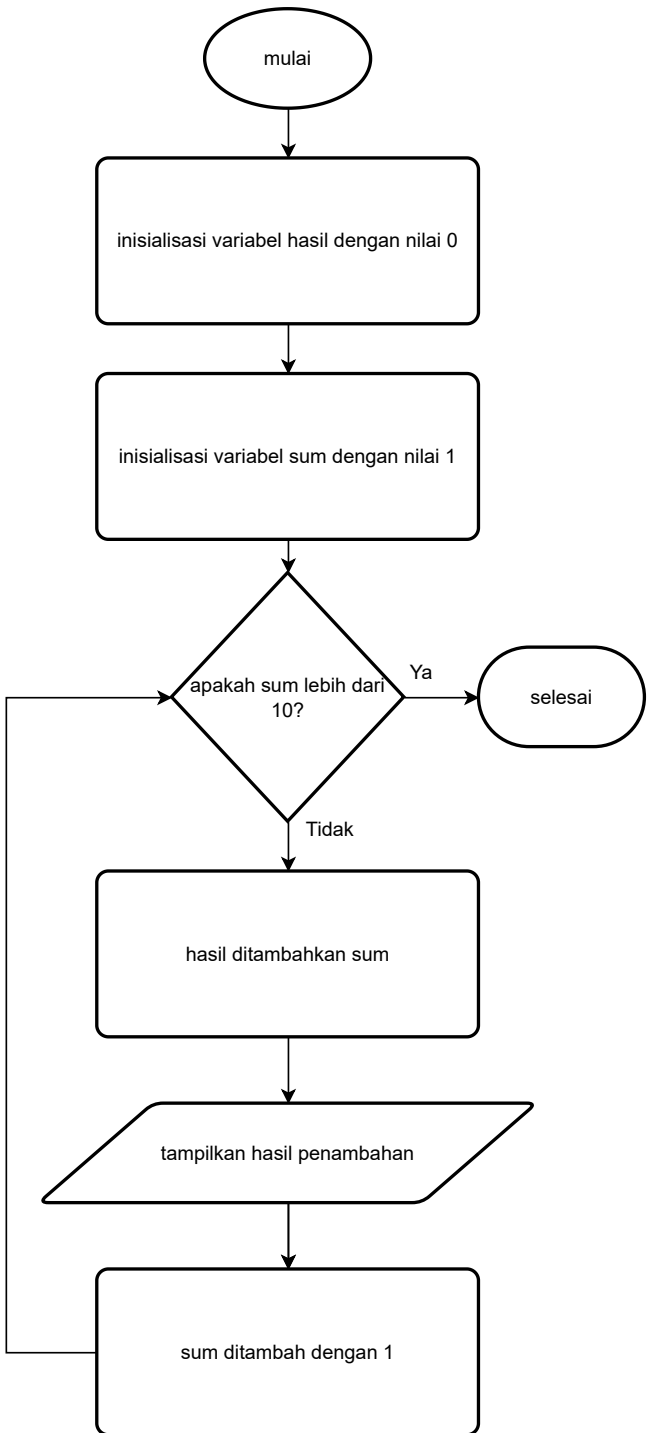 mulai
inisialisasi variabel hasil dengan nilai 0
inisialisasi variabel sum dengan nilai 1
apakah sum lebih dari
10?
Ya
selesai
Tidak
hasil ditambahkan sum
tampilkan hasil penambahan
sum ditambah dengan 1